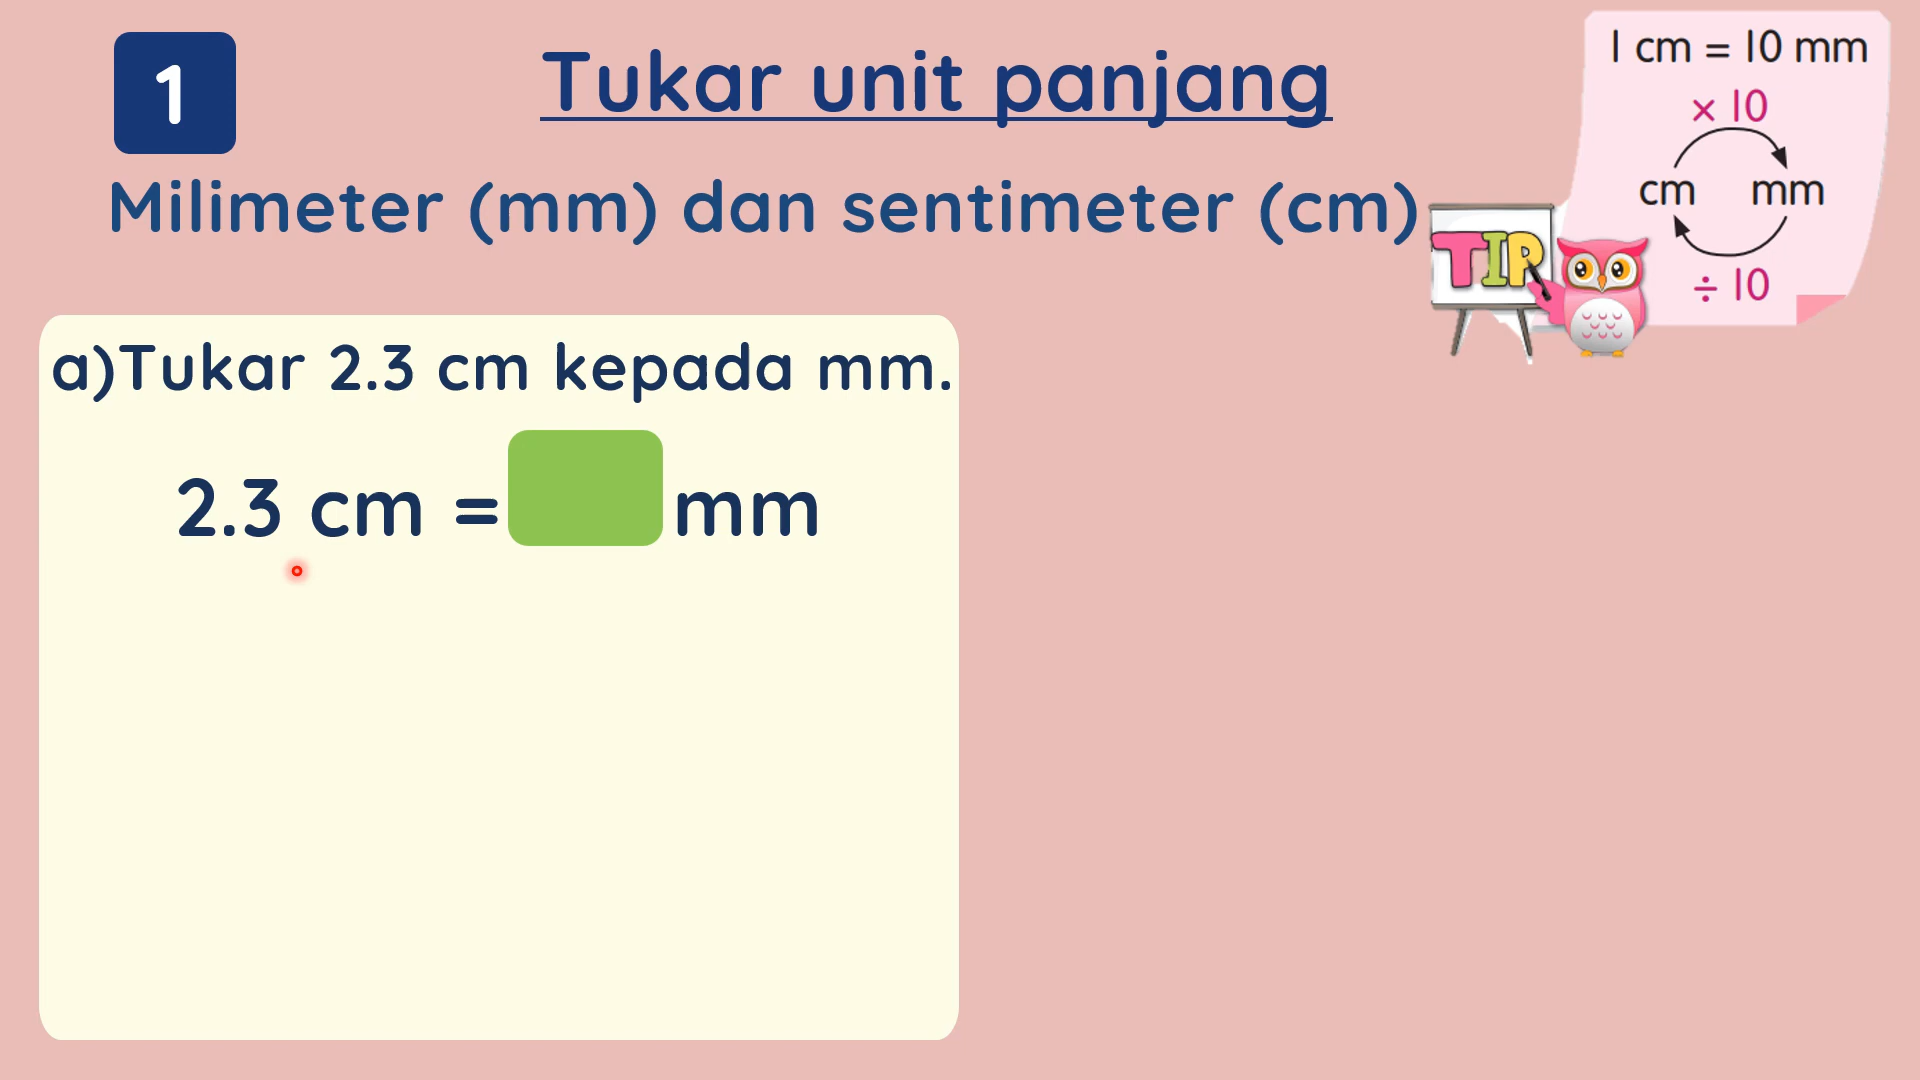 1
Tukar unit panjang
Milimeter (mm) dan sentimeter (cm)
1 cm = 10 mm
× 10
cm mm
÷ 10
TIP
a)Tukar 2.3 cm kepada mm.
2.3 cm = mm